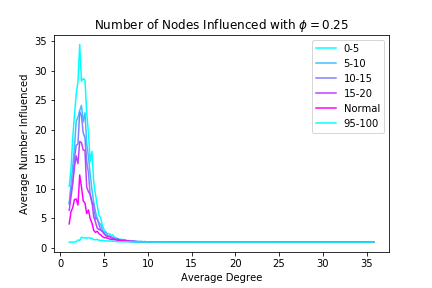 Number of Nodes Influenced with ϕ = 0.25
35
30
25
20
15
10
5
0
Average Number Influenced
0-5
5-10
10-15
15-20
Normal
95-100
0 5 10 15 20 25 30 35
Average Degree